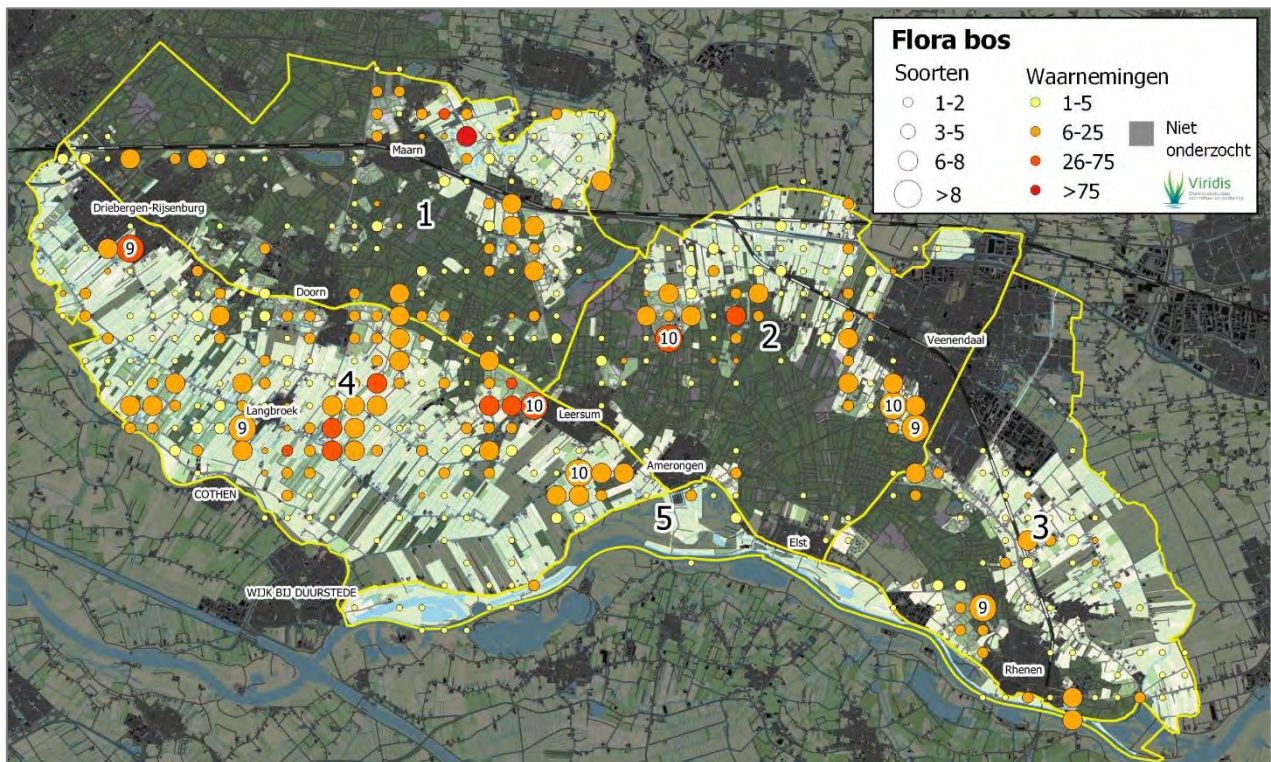 Flora bos
Soorten
1-2
3-5
6-8
>8
Waarnemingen
1-5
6-25
26-75
>75
Niet
onderzocht
Viridis
Maarn
1
Driebergen-Rijsenburg
9
Doorn
10
2
Veenendaal
4
Langbroek
9
10
Leersum
10
9
COTHEN
10
Amerongen
5
Elst
3
WIJK BIJ DUURSTEDE
9
Rhenen